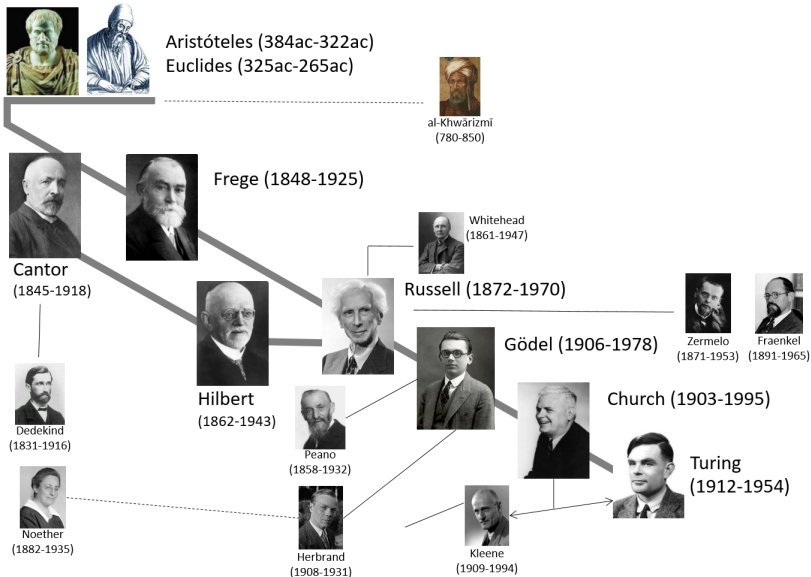 Aristóteles (384ac-322ac)
Euclides (325ac-265ac)
al-Khwārizmī
(780-850)
Frege (1848-1925)
Whitehead
(1861-1947)
Cantor
(1845-1918)
Russell (1872-1970)
Gödel (1906-1978)
Zermelo
(1871-1953)
Fraenkel
(1891-1965)
Hilbert
(1862-1943)
Church (1903-1995)
Dedekind
(1831-1916)
Peano
(1858-1932)
Turing
(1912-1954)
Noether
(1882-1935)
Herbrand
(1908-1931)
Kleene
(1909-1994)